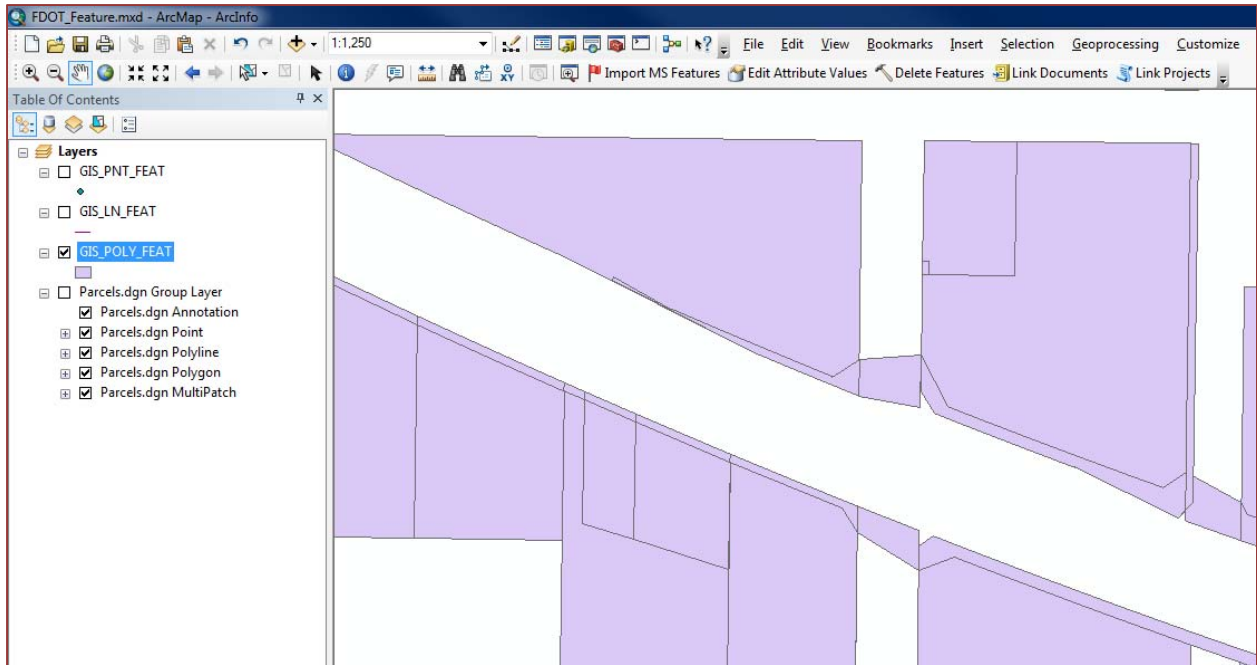 FDOT_Feature.mxd - ArcMap - ArcInfo
1:1,250 File Edit View Bookmarks Insert Selection Geoprocessing Customize
Import MS Features Edit Attribute Values Delete Features Link Documents Link Projects
Table Of Contents
Layers
GIS_PNT_FEAT
GIS_LN_FEAT
GIS_POLY_FEAT
Parcels.dgn Group Layer
Parcels.dgn Annotation
Parcels.dgn Point
Parcels.dgn Polyline
Parcels.dgn Polygon
Parcels.dgn MultiPatch